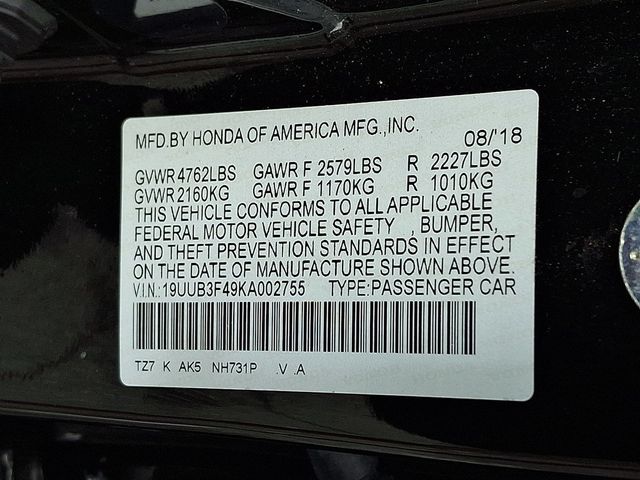 MFD.BY HONDA OF AMERICA MFG.,INC. 08/'18
GVWR 4762LBS GAWR F 2579LBS R 2227LBS
GVWR 2160KG GAWR F 1170KG R 1010KG
THIS VEHICLE CONFORMS TO ALL APPLICABLE
FEDERAL MOTOR VEHICLE SAFETY , BUMPER,
AND THEFT PREVENTION STANDARDS IN EFFECT
ON THE DATE OF MANUFACTURE SHOWN ABOVE.
V.I.N.:19UUB3F49KA002755 TYPE:PASSENGER CAR
TZ7 K AK5 NH731P .V .A